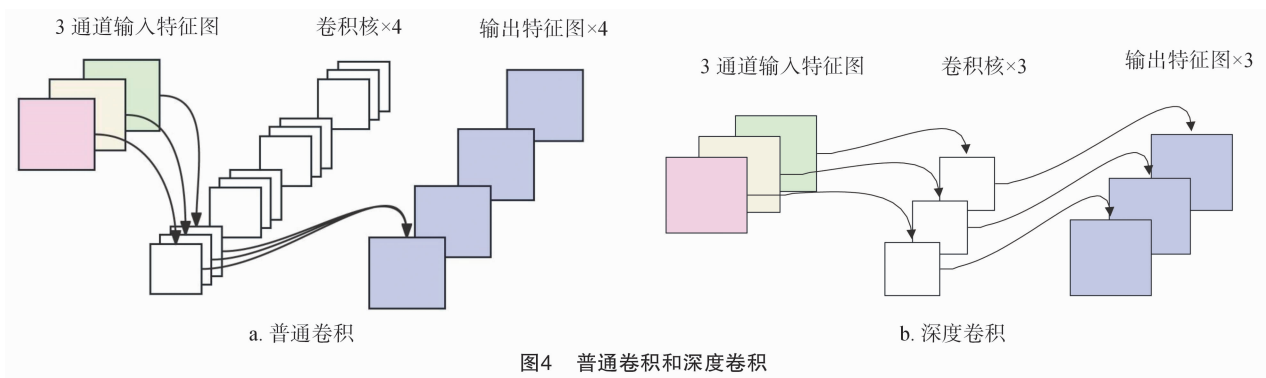 3 通道输入特征图
卷积核×4
输出特征图×4
a. 普通卷积
3 通道输入特征图
卷积核×3
输出特征图×3
b. 深度卷积
图4 普通卷积和深度卷积